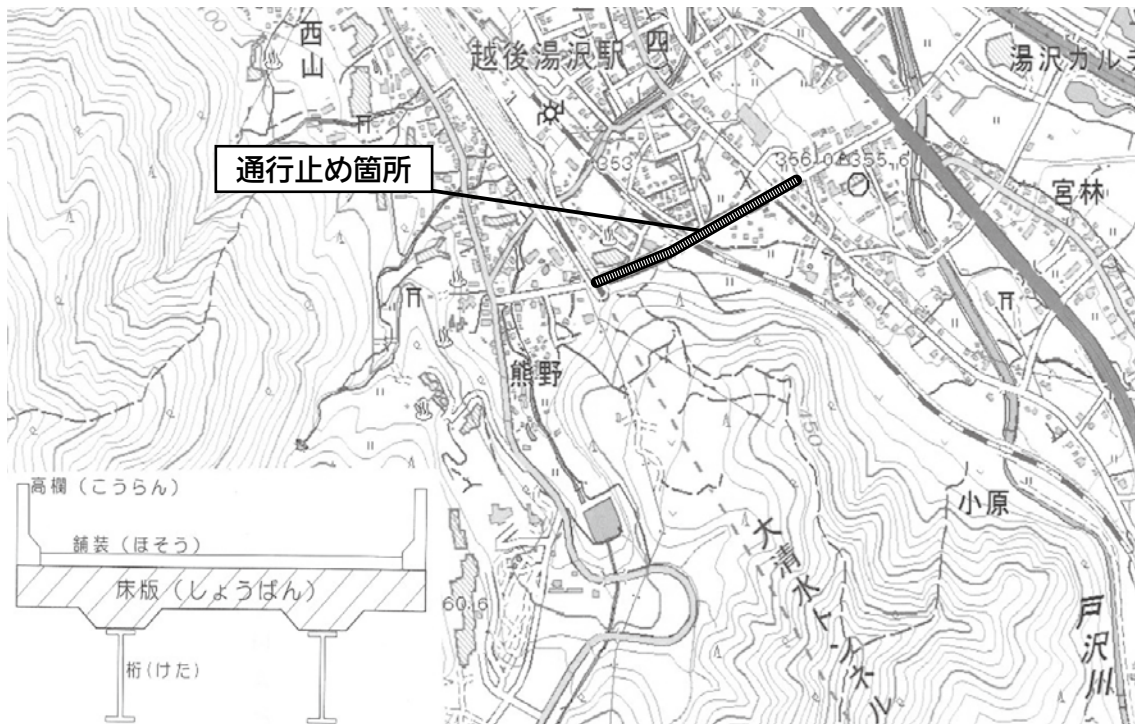 西山
越後湯沢駅
四
湯沢カルチ
通行止め箇所
353
356.0
355.6
宮林
熊野
450
小原
大清水トンネル
戸沢川
60.6
高欄（こうらん）
舗装（ほそう）
床版（しょうばん）
桁（けた）